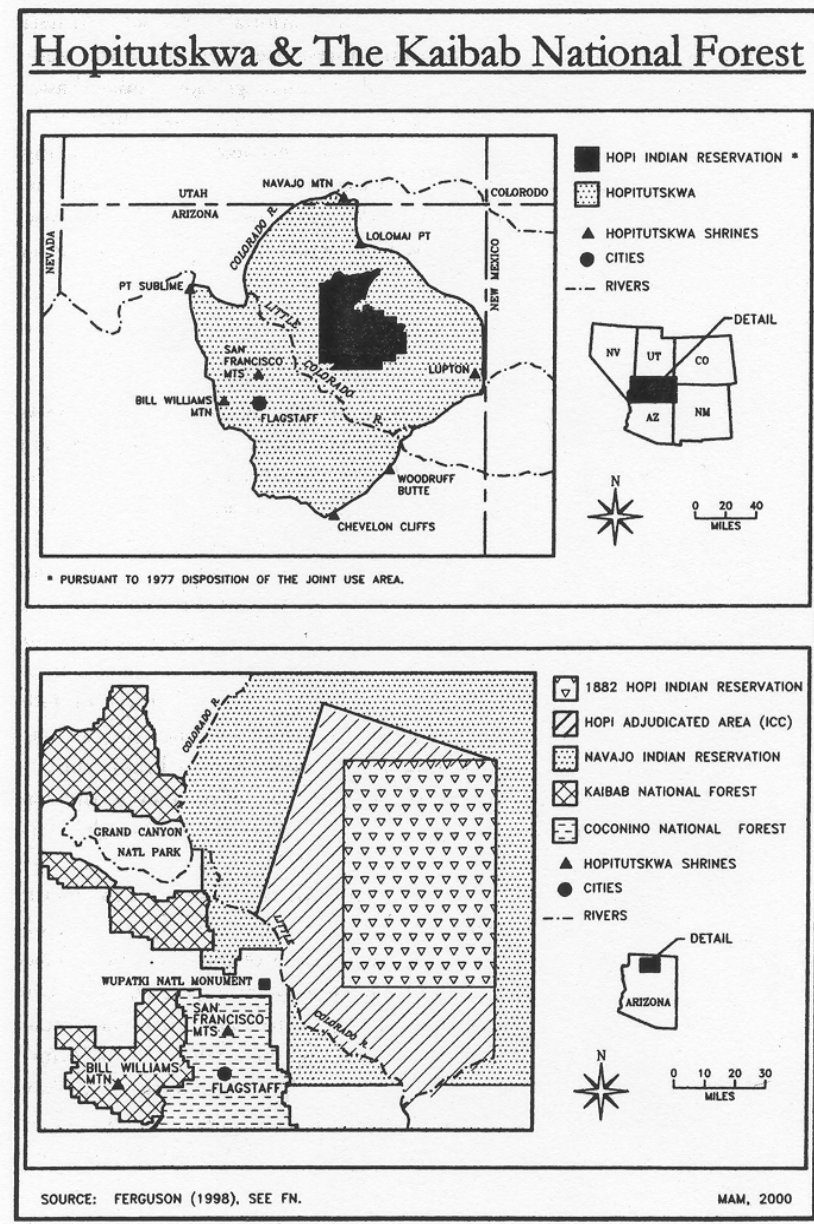 Hopitutskwa & The Kaibab National Forest
NAVAJO MTN
UTAH
COLORODO
ARIZONA
NEVADA
COLORADO R.
LOLOMAI PT
NEW MEXICO
PT SUBLIME
LITTLE
COLORADO
R.
SAN
FRANCISCO
MTS
LUPTON
BILL WILLIAMS
MTN
FLAGSTAFF
WOODRUFF
BUTTE
CHEVELON CLIFFS
* PURSUANT TO 1977 DISPOSITION OF THE JOINT USE AREA.
HOPI INDIAN RESERVATION *
HOPITUTSKWA
HOPITUTSKWA SHRINES
CITIES
RIVERS
DETAIL
NV
UT
CO
AZ
NM
N
0 20 40
MILES
COLORADO R.
GRAND CANYON
NATL PARK
LITTLE
WUPATKI NATL MONUMENT
SAN
FRANCISCO
MTS
COLORADO R.
BILL WILLIAMS
MTN
FLAGSTAFF
1882 HOPI INDIAN RESERVATION
HOPI ADJUDICATED AREA (ICC)
NAVAJO INDIAN RESERVATION
KAIBAB NATIONAL FOREST
COCONINO NATIONAL FOREST
HOPITUTSKWA SHRINES
CITIES
RIVERS
DETAIL
ARIZONA
N
0 10 20 30
MILES
SOURCE: FERGUSON (1998), SEE FN.
MAM, 2000